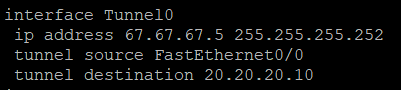 interface Tunnel0
 ip address 67.67.67.5 255.255.255.252
 tunnel source FastEthernet0/0
 tunnel destination 20.20.20.10